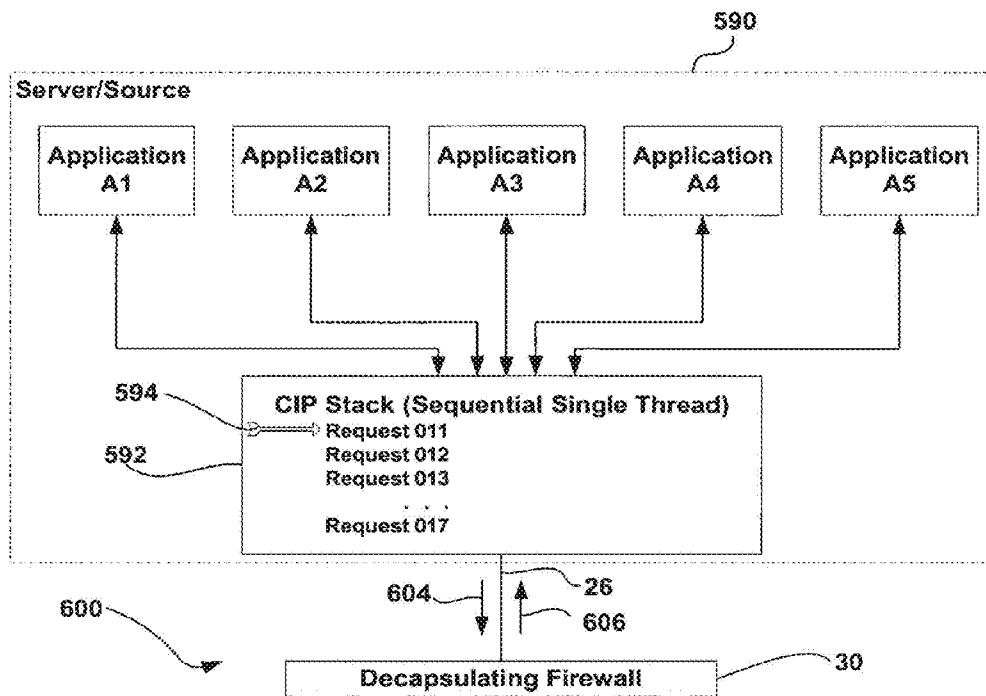 590
Server/Source
Application
A1
Application
A2
Application
A3
Application
A4
Application
A5
594
CIP Stack (Sequential Single Thread)
Request 011
592
Request 012
Request 013
. . .
Request 017
604
26
606
600
Decapsulating Firewall
30